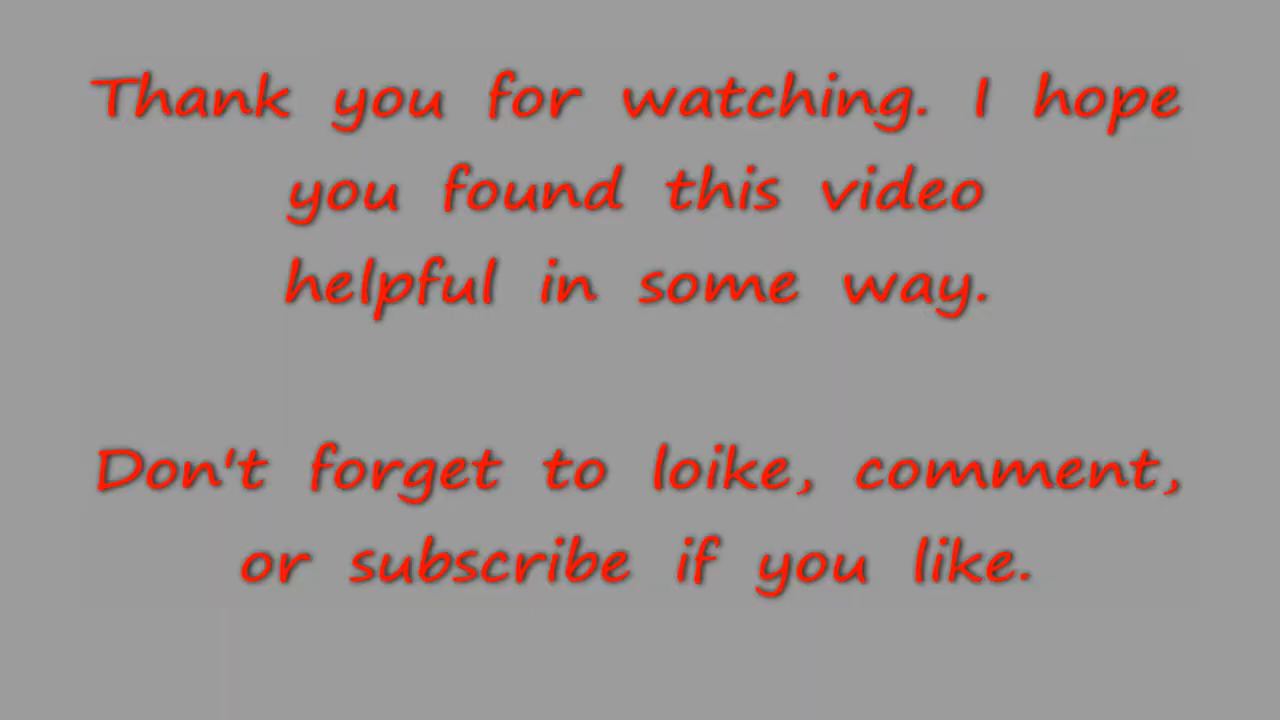 Thank you for watching. I hope
you found this video
helpful in some way.
Don't forget to loike, comment,
or subscribe if you like.